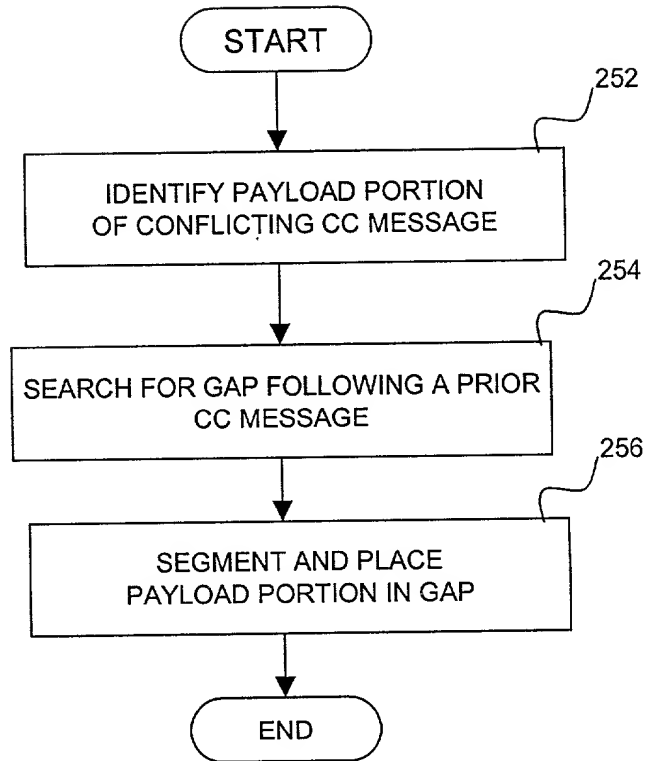 START
252
IDENTIFY PAYLOAD PORTION
OF CONFLICTING CC MESSAGE
254
SEARCH FOR GAP FOLLOWING A PRIOR
CC MESSAGE
256
SEGMENT AND PLACE
PAYLOAD PORTION IN GAP
END